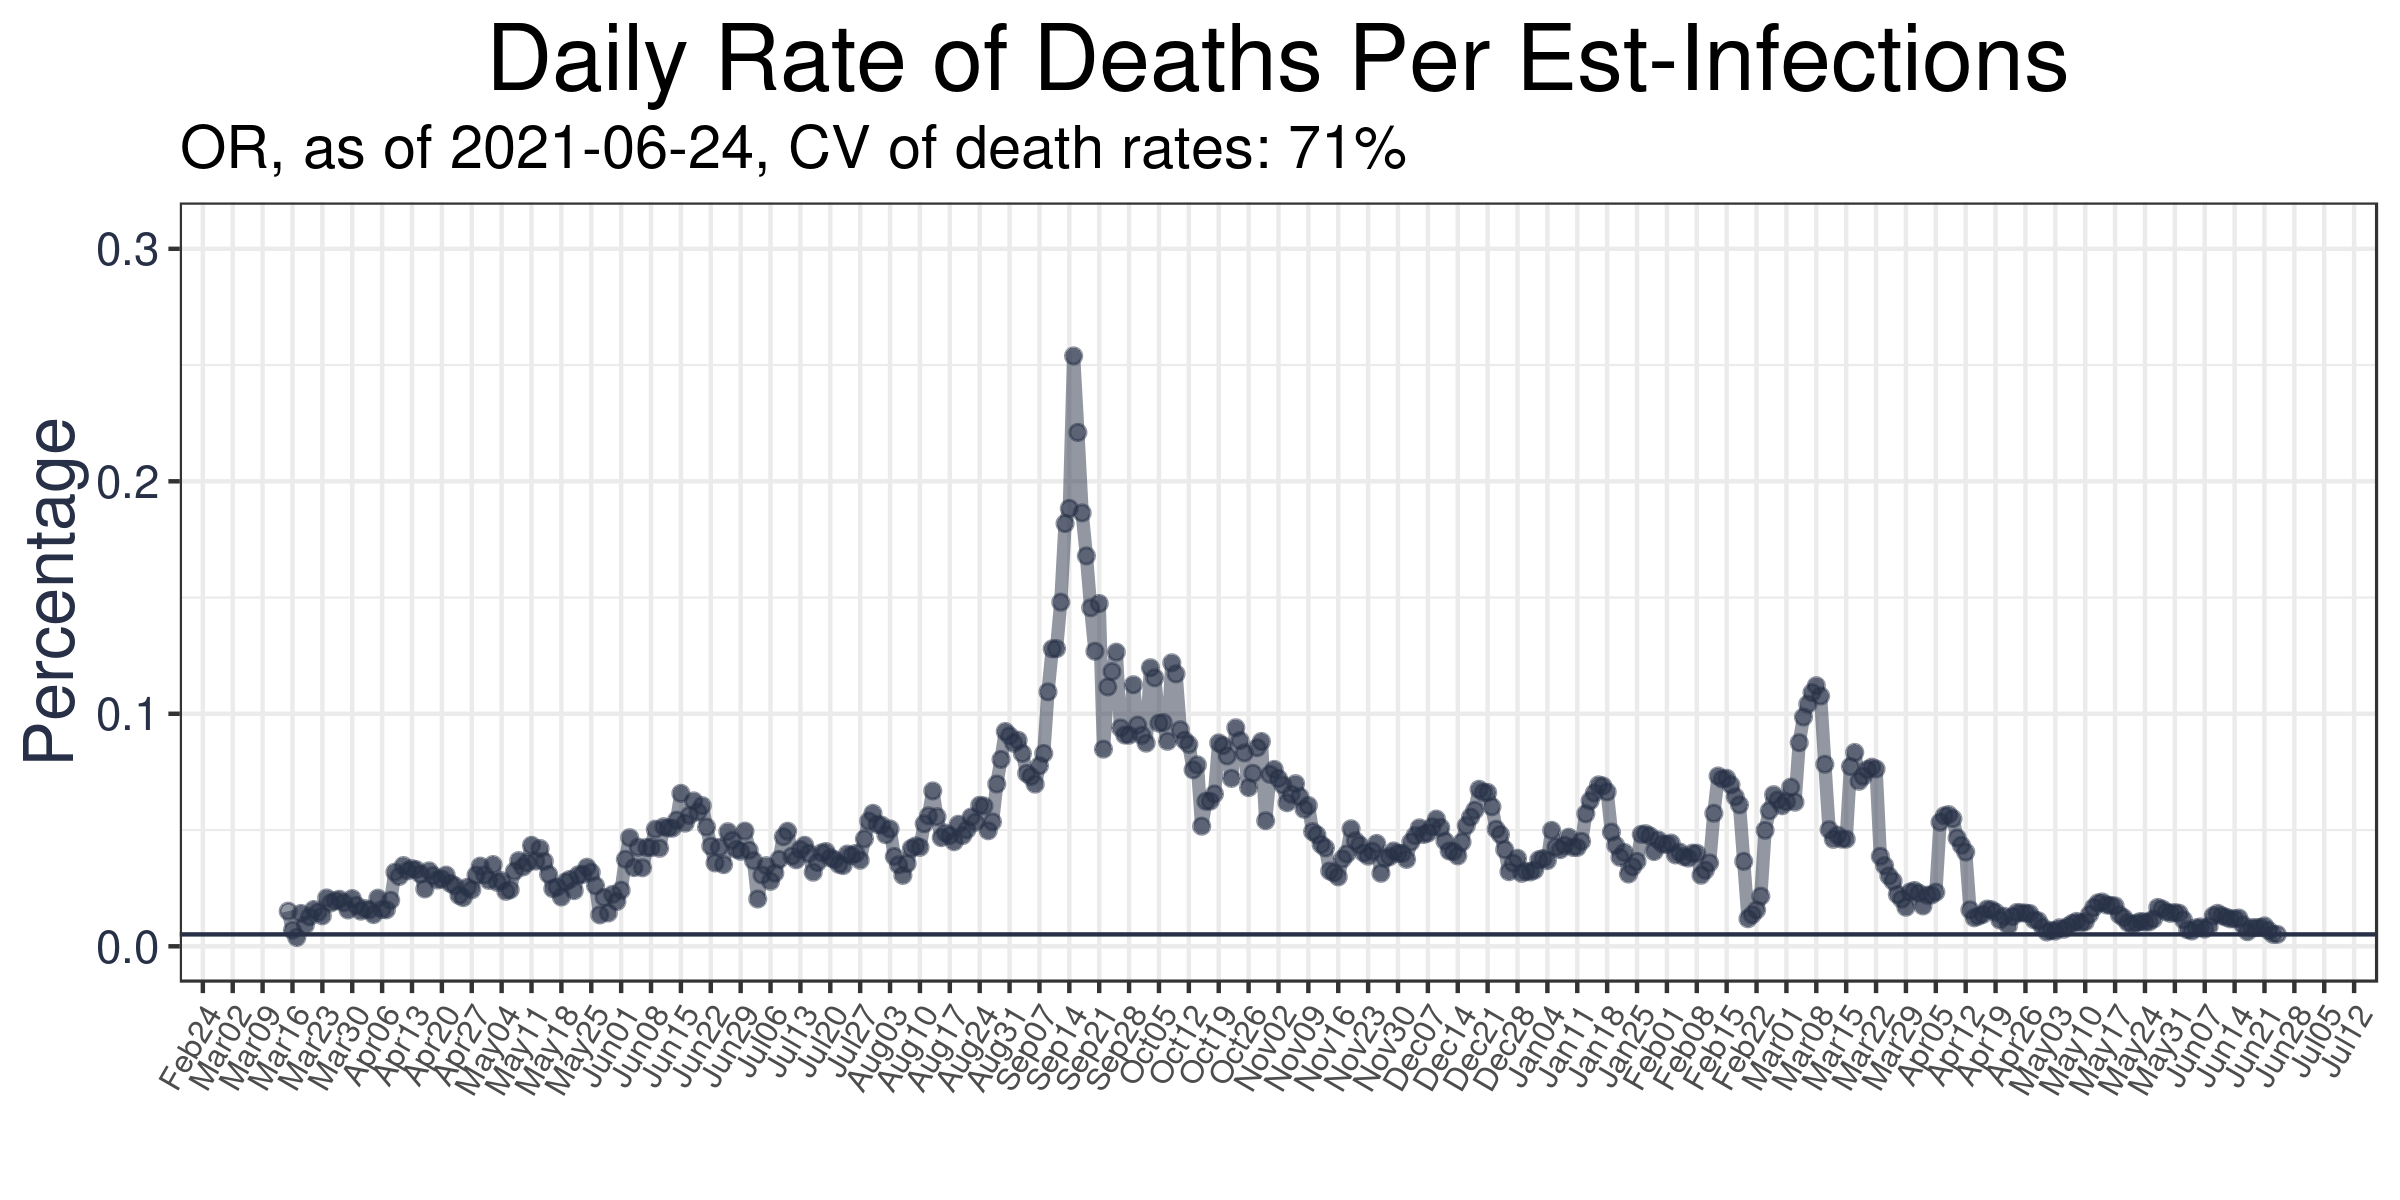 Daily Rate of Deaths Per Est-Infections
OR, as of 2021-06-24, CV of death rates: 71%
Percentage
0.3
0.2
0.1
0.0
Feb24
Mar02
Mar09
Mar16
Mar23
Mar30
Apr06
Apr13
Apr20
Apr27
May04
May11
May18
May25
Jun01
Jun08
Jun15
Jun22
Jun29
Jul06
Jul13
Jul20
Jul27
Aug03
Aug10
Aug17
Aug24
Aug31
Sep07
Sep14
Sep21
Sep28
Oct05
Oct12
Oct19
Oct26
Nov02
Nov09
Nov16
Nov23
Nov30
Dec07
Dec14
Dec21
Dec28
Jan04
Jan11
Jan18
Jan25
Feb01
Feb08
Feb15
Feb22
Mar01
Mar08
Mar15
Mar22
Mar29
Apr05
Apr12
Apr19
Apr26
May03
May10
May17
May24
May31
Jun07
Jun14
Jun21
Jun28
Jul05
Jul12